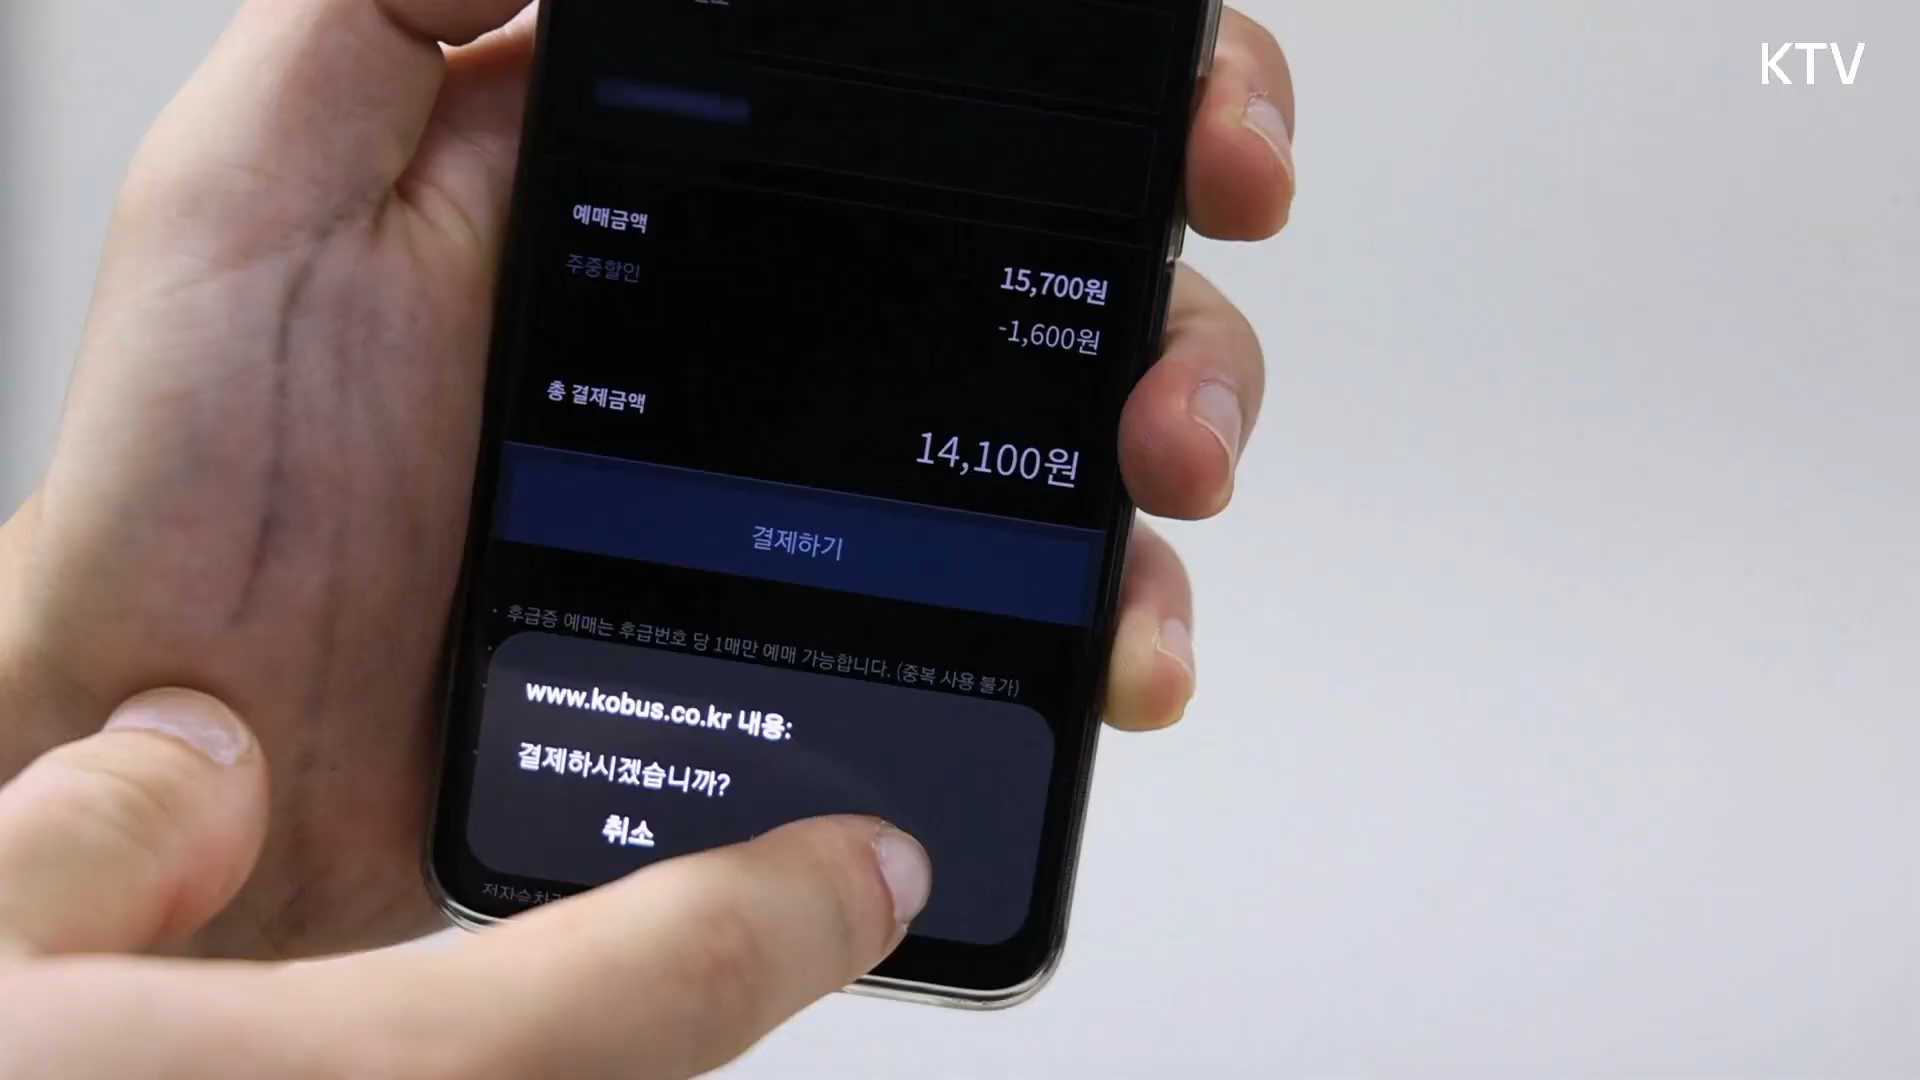 KTV
예매금액
15,700원
주중할인
-1,600원
총 결제금액
14,100원
결제하기
후급증 예매는 후급번호 당 1매만 예매 가능합니다. (중복 사용 불가)
www.kobus.co.kr 내용:
결제하시겠습니까?
취소